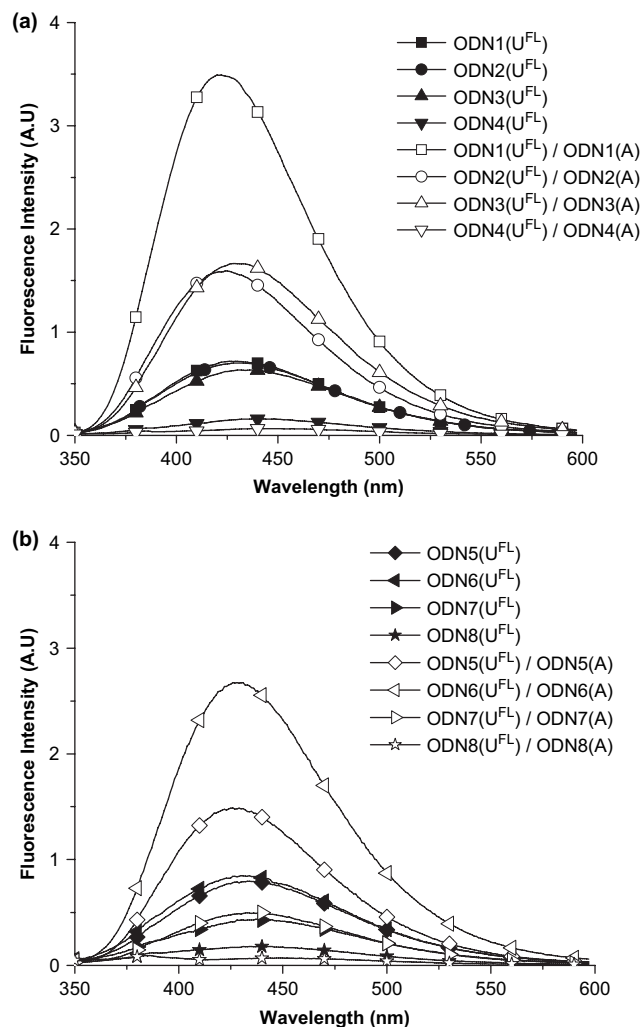 (a)
4
3
2
1
0
Fluorescence Intensity (A.U)
350 400 450 500 550 600
Wavelength (nm)
ODN1(U^FL)
ODN2(U^FL)
ODN3(U^FL)
ODN4(U^FL)
ODN1(U^FL) / ODN1(A)
ODN2(U^FL) / ODN2(A)
ODN3(U^FL) / ODN3(A)
ODN4(U^FL) / ODN4(A)
(b)
4
3
2
1
0
Fluorescence Intensity (A.U)
350 400 450 500 550 600
Wavelength (nm)
ODN5(U^FL)
ODN6(U^FL)
ODN7(U^FL)
ODN8(U^FL)
ODN5(U^FL) / ODN5(A)
ODN6(U^FL) / ODN6(A)
ODN7(U^FL) / ODN7(A)
ODN8(U^FL) / ODN8(A)